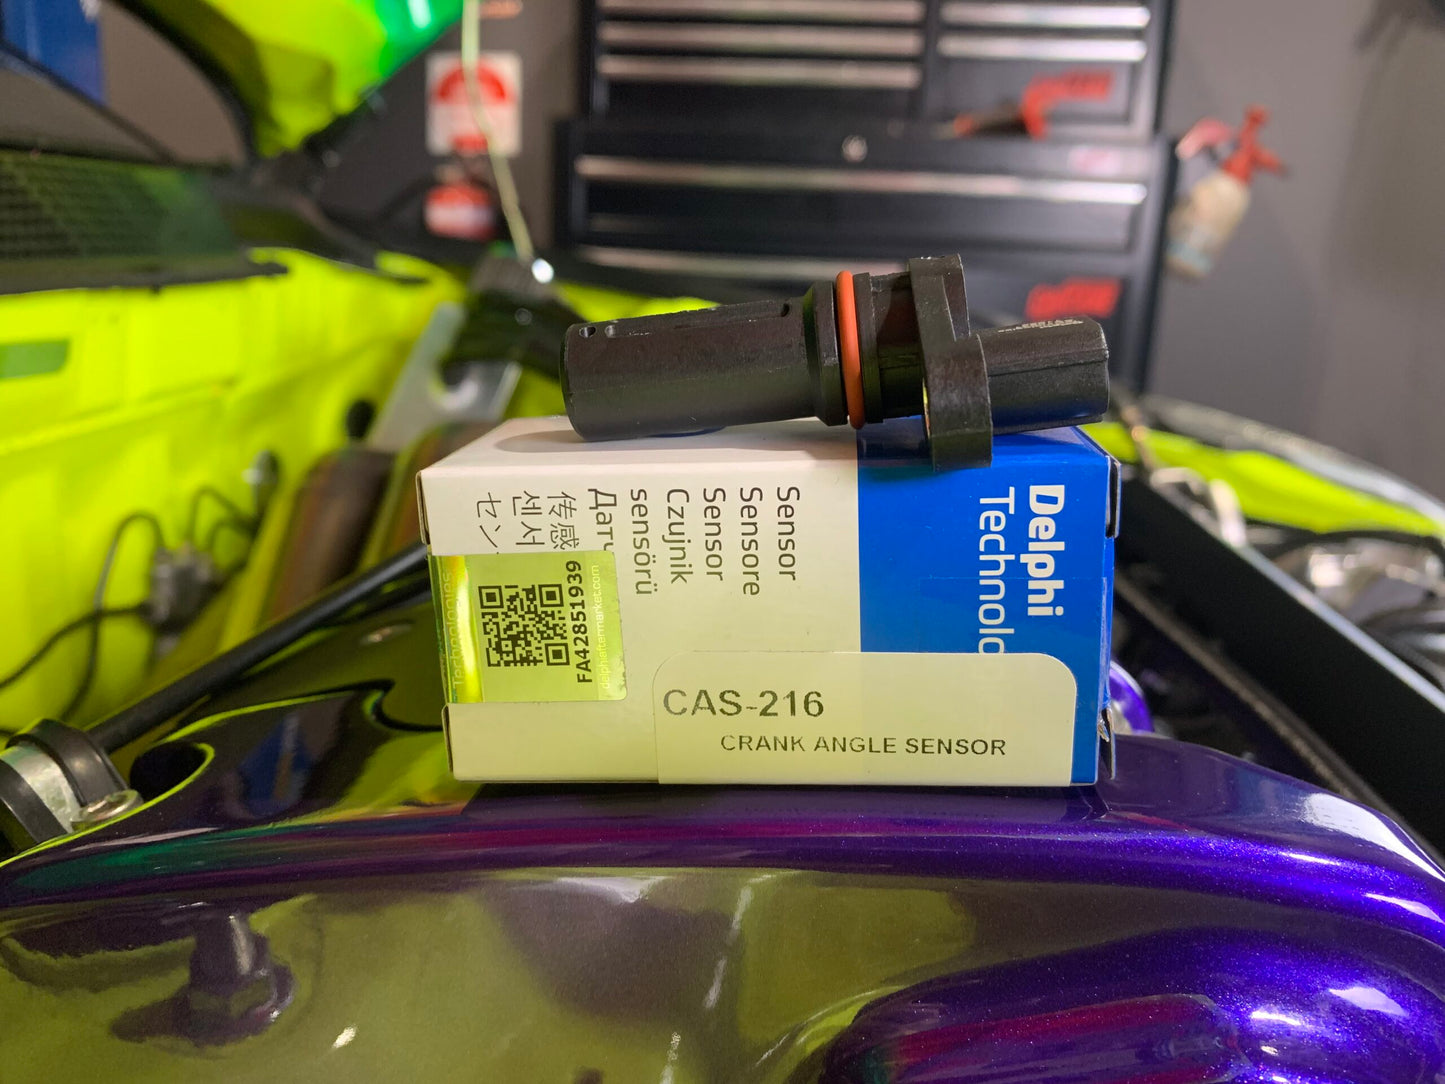 Delphi
Technolo
Sensor
Sensore
Sensor
Czujnik
sensörü
Дат
传感
센서
セン
Technologies
FA42851939
delphiaftermarket.com
CAS-216
CRANK ANGLE SENSOR